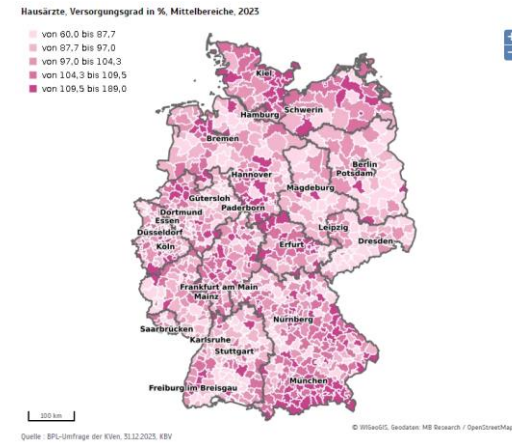 Hausärzte, Versorgungsgrad in %, Mittelbereiche, 2023
von 60,0 bis 87,7
von 87,7 bis 97,0
von 97,0 bis 104,3
von 104,3 bis 109,5
von 109,5 bis 189,0
+
−
Kiel
Schwerin
Hamburg
Bremen
Berlin
Potsdam
Hannover
Magdeburg
Gütersloh
Paderborn
Dortmund
Essen
Leipzig
Düsseldorf
Dresden
Erfurt
Köln
Frankfurt am Main
Mainz
Nürnberg
Saarbrücken
Karlsruhe
Stuttgart
München
Freiburg im Breisgau
100 km
© WiGeoGIS, Geodaten: MB Research / OpenStreetMap
Quelle : BPL-Umfrage der KVen, 31.12.2023, KBV